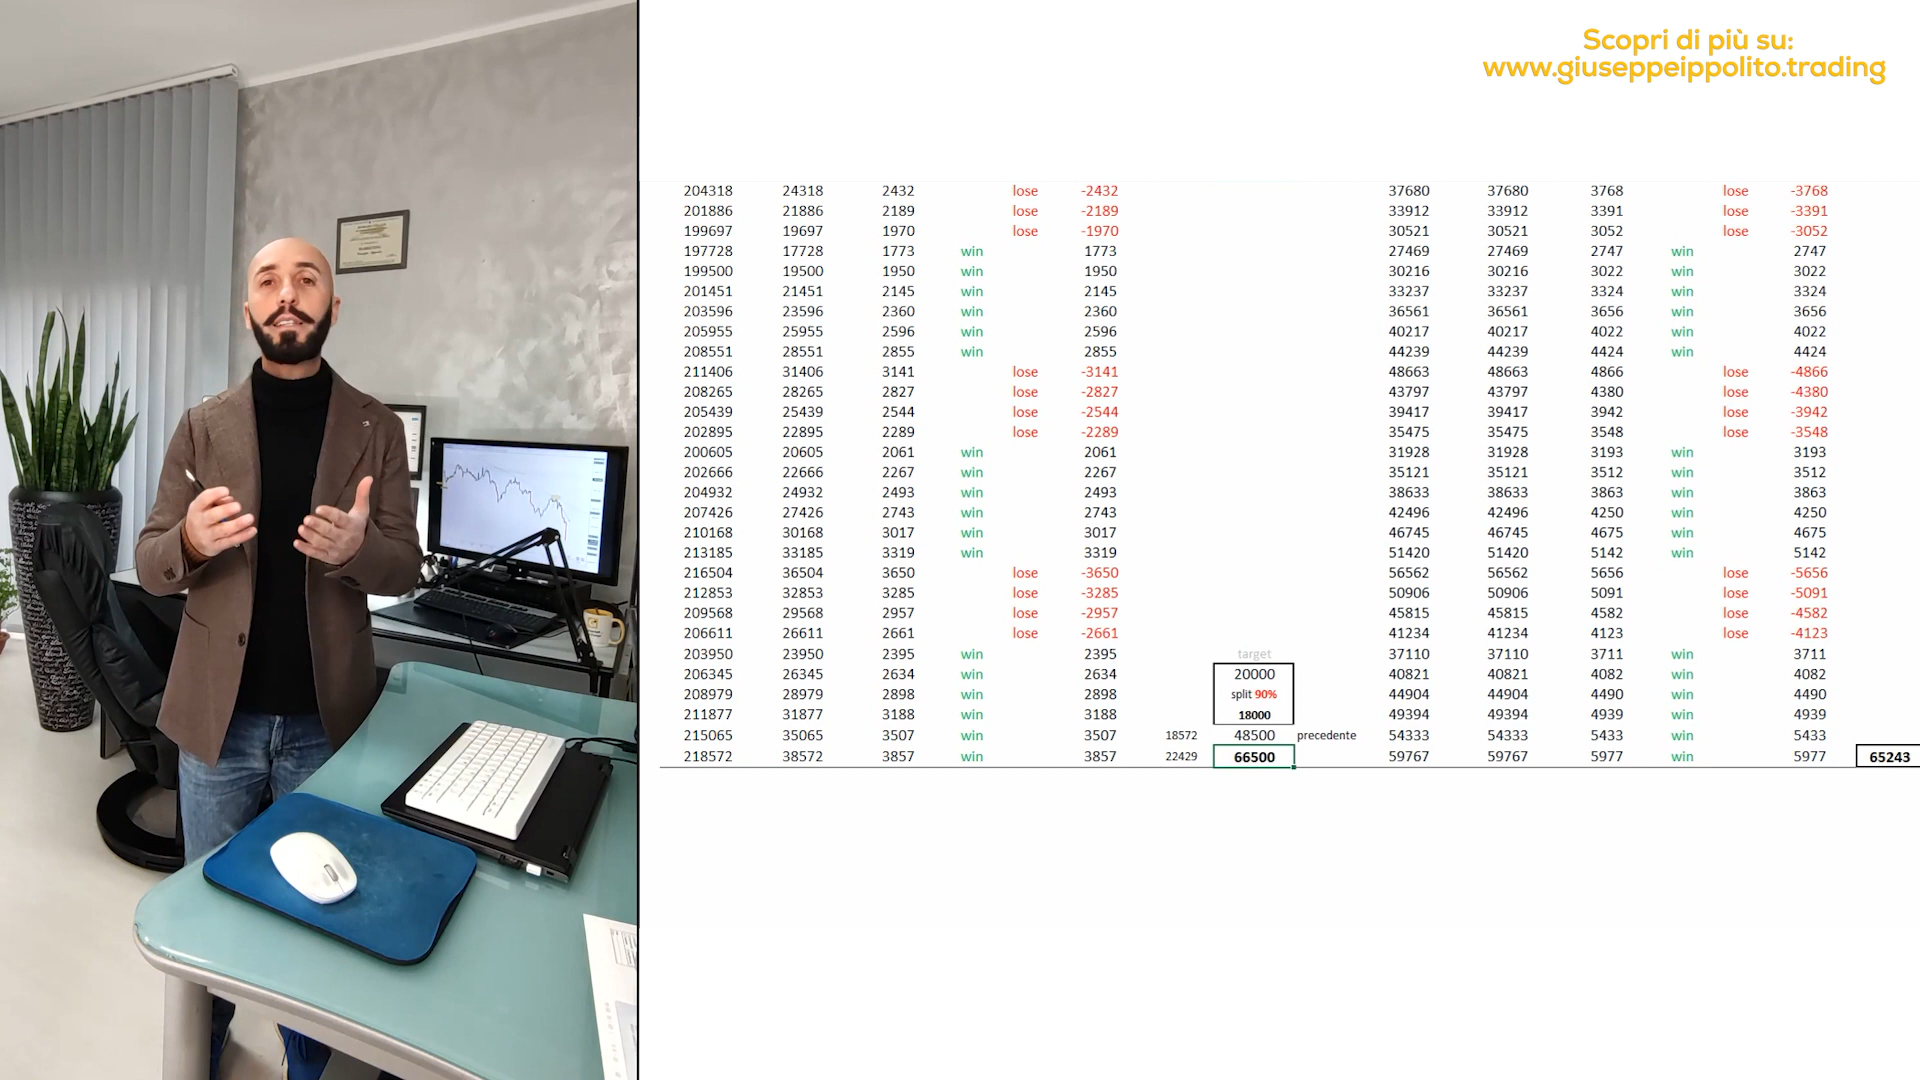 Scopri di più su:
www.giuseppeippolito.trading
204318 24318 2432 lose -2432 37680 37680 3768 lose -3768
201886 21886 2189 lose -2189 33912 33912 3391 lose -3391
199697 19697 1970 lose -1970 30521 30521 3052 lose -3052
197728 17728 1773 win 1773 27469 27469 2747 win 2747
199500 19500 1950 win 1950 30216 30216 3022 win 3022
201451 21451 2145 win 2145 33237 33237 3324 win 3324
203596 23596 2360 win 2360 36561 36561 3656 win 3656
205955 25955 2596 win 2596 40217 40217 4022 win 4022
208551 28551 2855 win 2855 44239 44239 4424 win 4424
211406 31406 3141 lose -3141 48663 48663 4866 lose -4866
208265 28265 2827 lose -2827 43797 43797 4380 lose -4380
205439 25439 2544 lose -2544 39417 39417 3942 lose -3942
202895 22895 2289 lose -2289 35475 35475 3548 lose -3548
200605 20605 2061 win 2061 31928 31928 3193 win 3193
202666 22666 2267 win 2267 35121 35121 3512 win 3512
204932 24932 2493 win 2493 38633 38633 3863 win 3863
207426 27426 2743 win 2743 42496 42496 4250 win 4250
210168 30168 3017 win 3017 46745 46745 4675 win 4675
213185 33185 3319 win 3319 51420 51420 5142 win 5142
216504 36504 3650 lose -3650 56562 56562 5656 lose -5656
212853 32853 3285 lose -3285 50906 50906 5091 lose -5091
209568 29568 2957 lose -2957 45815 45815 4582 lose -4582
206611 26611 2661 lose -2661 41234 41234 4123 lose -4123
203950 23950 2395 win 2395 target 37110 37110 3711 win 3711
206345 26345 2634 win 2634 20000 40821 40821 4082 win 4082
208979 28979 2898 win 2898 split 90% 44904 44904 4490 win 4490
211877 31877 3188 win 3188 18000 49394 49394 4939 win 4939
215065 35065 3507 win 3507 18572 48500 precedente 54333 54333 5433 win 5433
218572 38572 3857 win 3857 22429 66500 59767 59767 5977 win 5977 65243